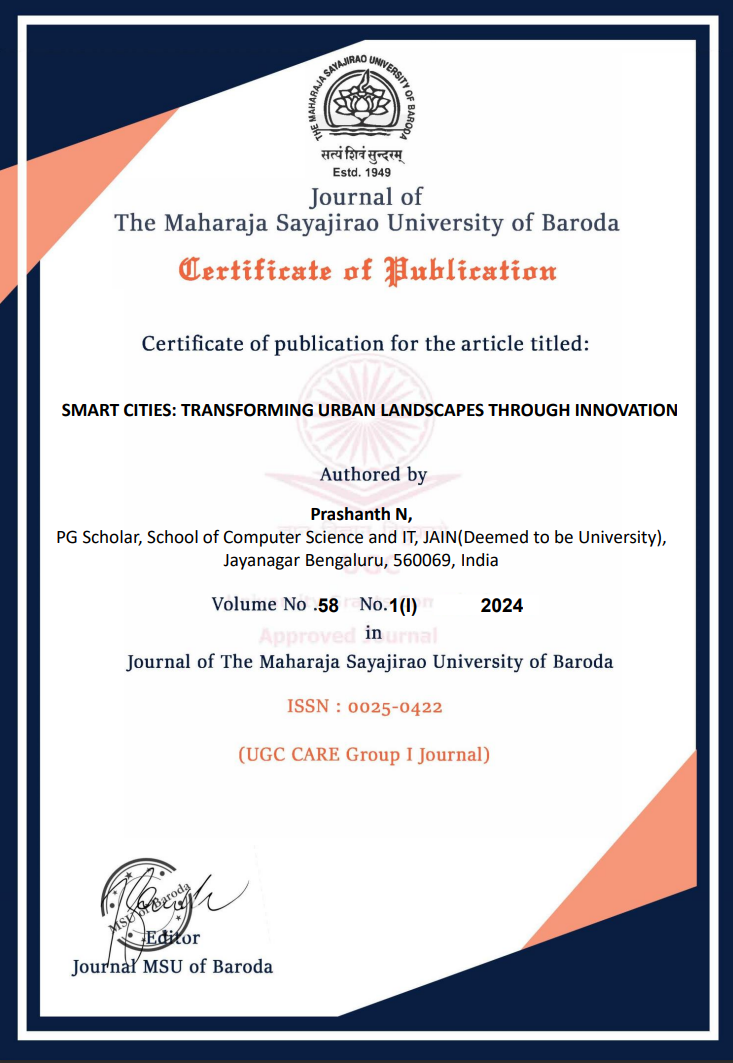 THE MAHARAJA SAYAJIRAO UNIVERSITY OF BARODA
सत्यं शिवं सुन्दरम्
Estd. 1949
Journal of
The Maharaja Sayajirao University of Baroda
Certificate of Publication
Certificate of publication for the article titled:
SMART CITIES: TRANSFORMING URBAN LANDSCAPES THROUGH INNOVATION
Authored by
Prashanth N,
PG Scholar, School of Computer Science and IT, JAIN(Deemed to be University),
Jayanagar Bengaluru, 560069, India
UGC
Volume No .58 No.1(I) 2024
Approved Journal
in
Journal of The Maharaja Sayajirao University of Baroda
ISSN : 0025-0422
(UGC CARE Group I Journal)
MSU of Baroda
Editor
Journal MSU of Baroda